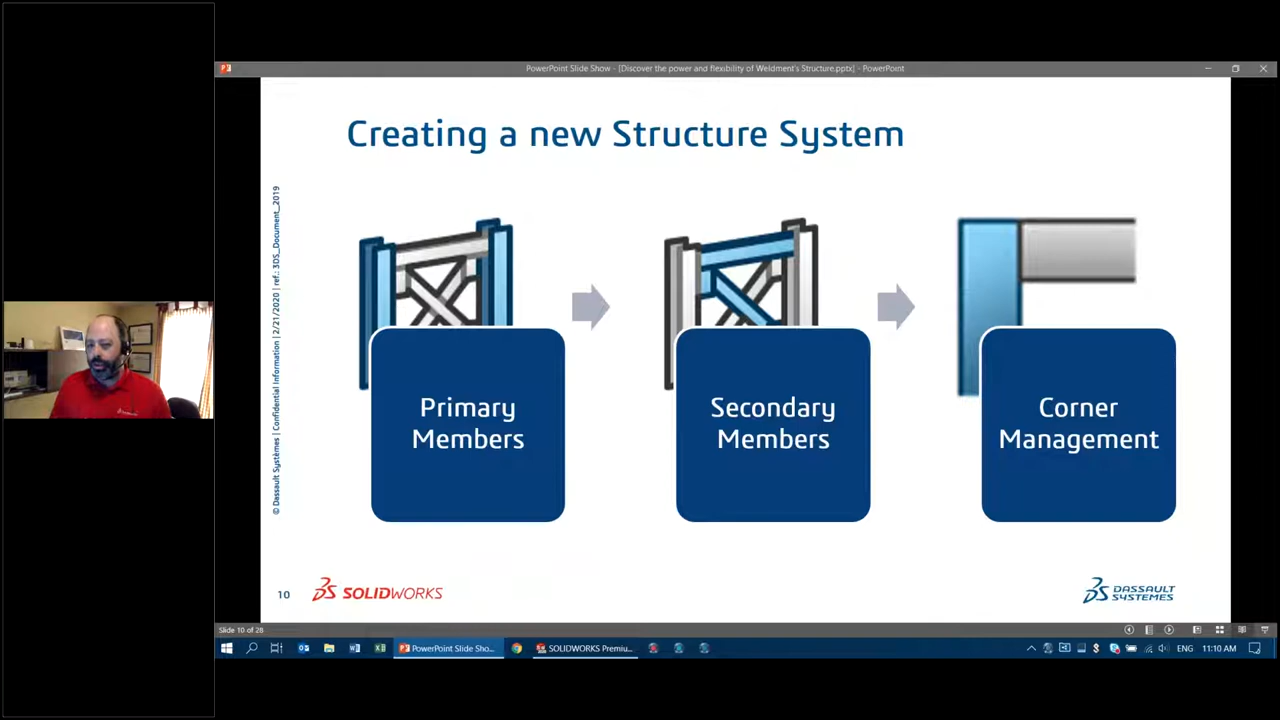 PowerPoint Slide Show - [Discover the power and flexibility of Weldment's Structure.pptx] - PowerPoint
Creating a new Structure System
© Dassault Systèmes | Confidential Information | 2/21/2020 | ref.: 3DS_Document_2019
Primary
Members
Secondary
Members
Corner
Management
10
SOLIDWORKS
DASSAULT
SYSTEMES
Slide 10 of 28
PowerPoint Slide Sho...
SOLIDWORKS Premiu...
ENG
11:10 AM